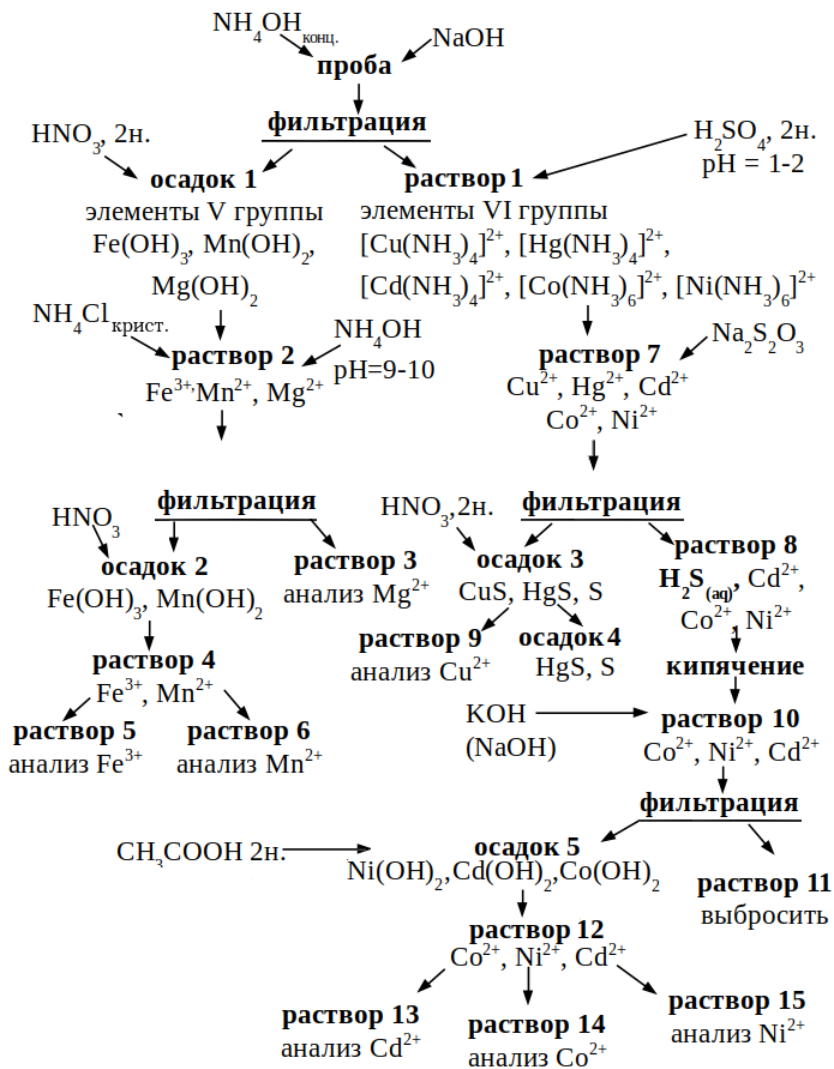 NH₄OH конц. NaOH
проба
фильтрация
HNO₃, 2н.
H₂SO₄, 2н.
pH = 1-2
осадок 1
элементы V группы
Fe(OH)₃, Mn(OH)₂,
Mg(OH)₂
раствор 1
элементы VI группы
[Cu(NH₃)₄]²⁺, [Hg(NH₃)₄]²⁺,
[Cd(NH₃)₄]²⁺, [Co(NH₃)₆]²⁺, [Ni(NH₃)₆]²⁺
NH₄Cl крист.
NH₄OH
pH=9-10
раствор 2
Fe³⁺,Mn²⁺, Mg²⁺
Na₂S₂O₃
раствор 7
Cu²⁺, Hg²⁺, Cd²⁺
Co²⁺, Ni²⁺
фильтрация
HNO₃
осадок 2
Fe(OH)₃, Mn(OH)₂
раствор 3
анализ Mg²⁺
раствор 4
Fe³⁺, Mn²⁺
раствор 5
анализ Fe³⁺
раствор 6
анализ Mn²⁺
HNO₃,2н.
фильтрация
осадок 3
CuS, HgS, S
раствор 8
H₂S(aq), Cd²⁺,
Co²⁺, Ni²⁺
раствор 9
анализ Cu²⁺
осадок 4
HgS, S
кипячение
KOH
(NaOH)
раствор 10
Co²⁺, Ni²⁺, Cd²⁺
фильтрация
CH₃COOH 2н.
осадок 5
Ni(OH)₂,Cd(OH)₂,Co(OH)₂
раствор 11
выбросить
раствор 12
Co²⁺, Ni²⁺, Cd²⁺
раствор 13
анализ Cd²⁺
раствор 14
анализ Co²⁺
раствор 15
анализ Ni²⁺